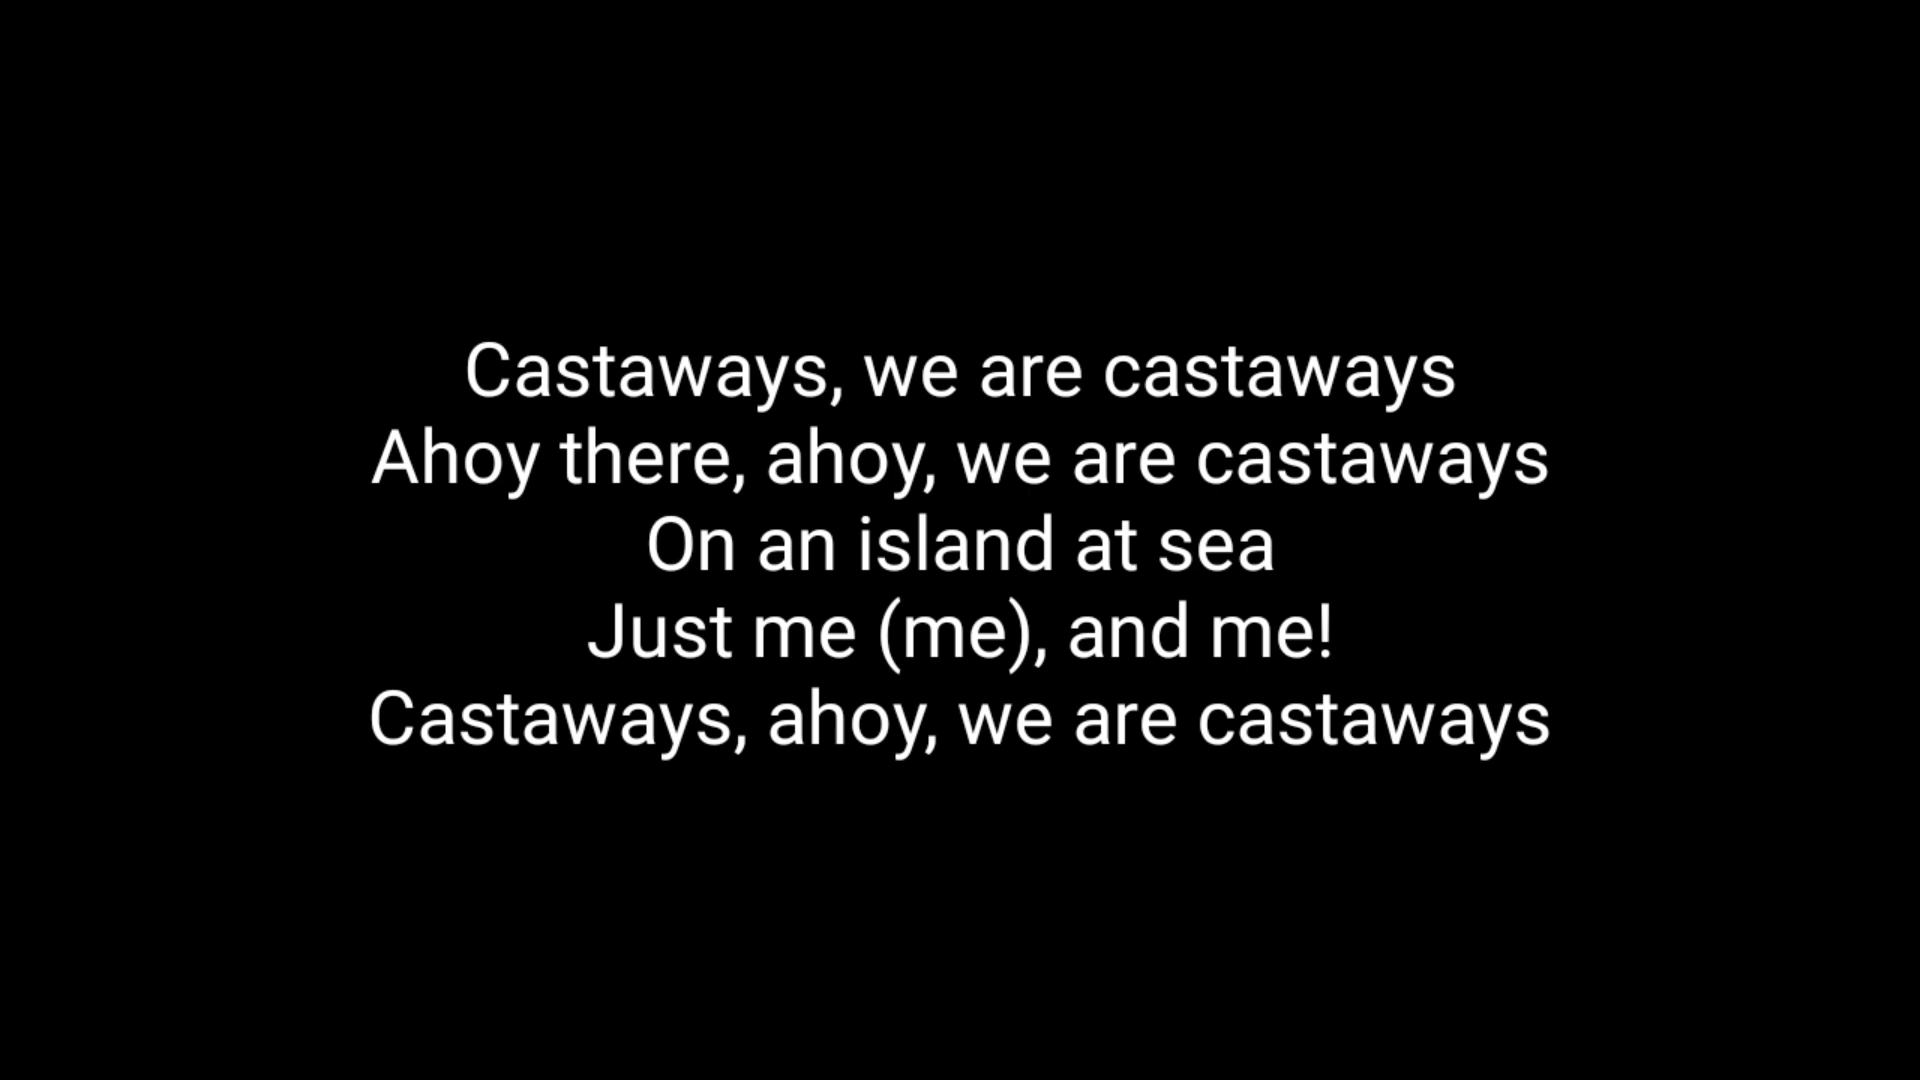 Castaways, we are castaways
Ahoy there, ahoy, we are castaways
On an island at sea
Just me (me), and me!
Castaways, ahoy, we are castaways